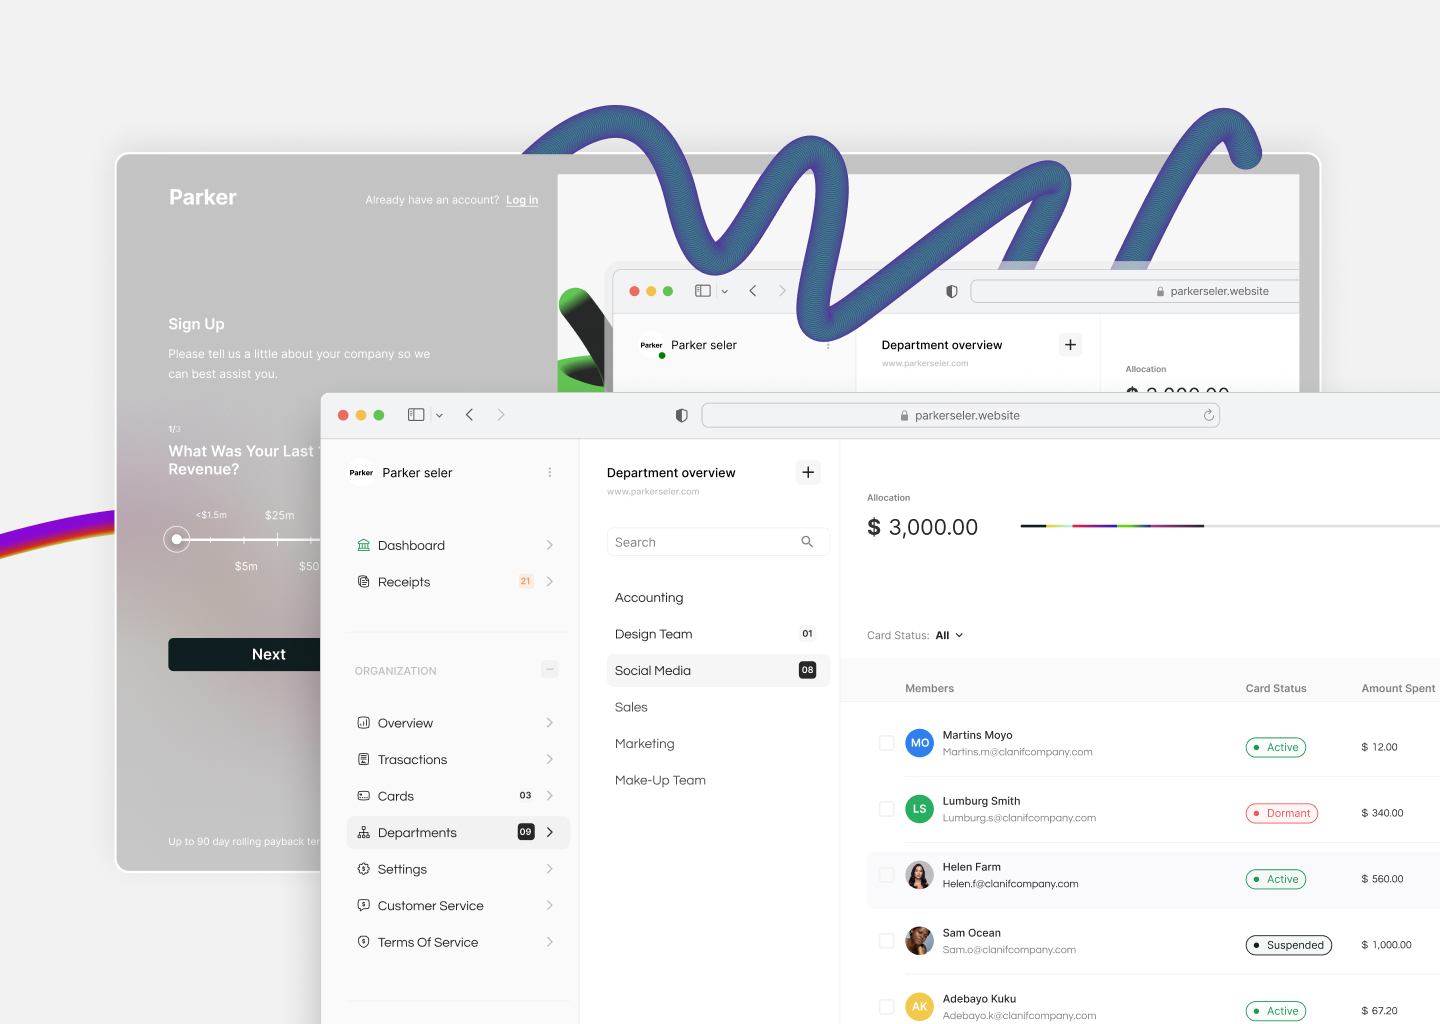 Parker
Already have an account? Log in
Sign Up
Please tell us a little about your company so we
can best assist you.
1/3
What Was Your Last
Revenue?
<$1.5m
$25m
$5m
$50
Next
Up to 90 day rolling payback
parkerseler.website
Parker
Parker seler
Department overview
www.parkerseler.com
Allocation
parkerseler.website
Parker
Parker seler
Dashboard
Receipts 21
ORGANIZATION
Overview
Trasactions
Cards 03
Departments 09
Settings
Customer Service
Terms Of Service
Department overview
www.parkerseler.com
Search
Accounting
Design Team 01
Social Media 08
Sales
Marketing
Make-Up Team
Allocation
$ 3,000.00
Card Status: All
Members Card Status Amount Spent
MO Martins Moyo
Martins.m@clanifcompany.com
Active $ 12.00
LS Lumburg Smith
Lumburg.s@clanifcompany.com
Dormant $ 340.00
Helen Farm
Helen.f@clanifcompany.com
Active $ 560.00
Sam Ocean
Sam.o@clanifcompany.com
Suspended $ 1,000.00
AK Adebayo Kuku
Adebayo.k@clanifcompany.com
Active $ 67.20